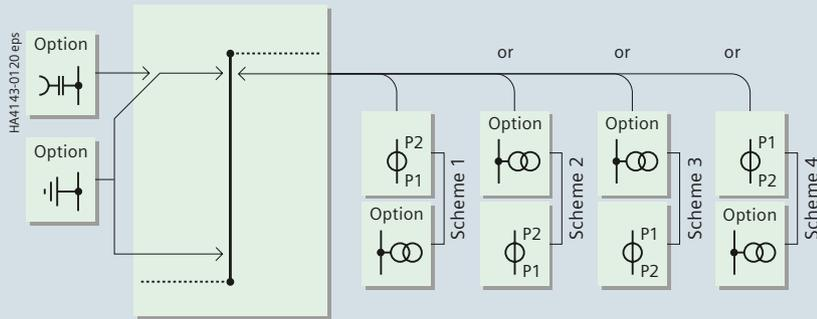 HA4143-0120 eps
Option
Option
or
or
or
P2
P1
Option
Scheme 1
Option
P2
P1
Scheme 2
Option
P1
P2
Scheme 3
P1
P2
Option
Scheme 4